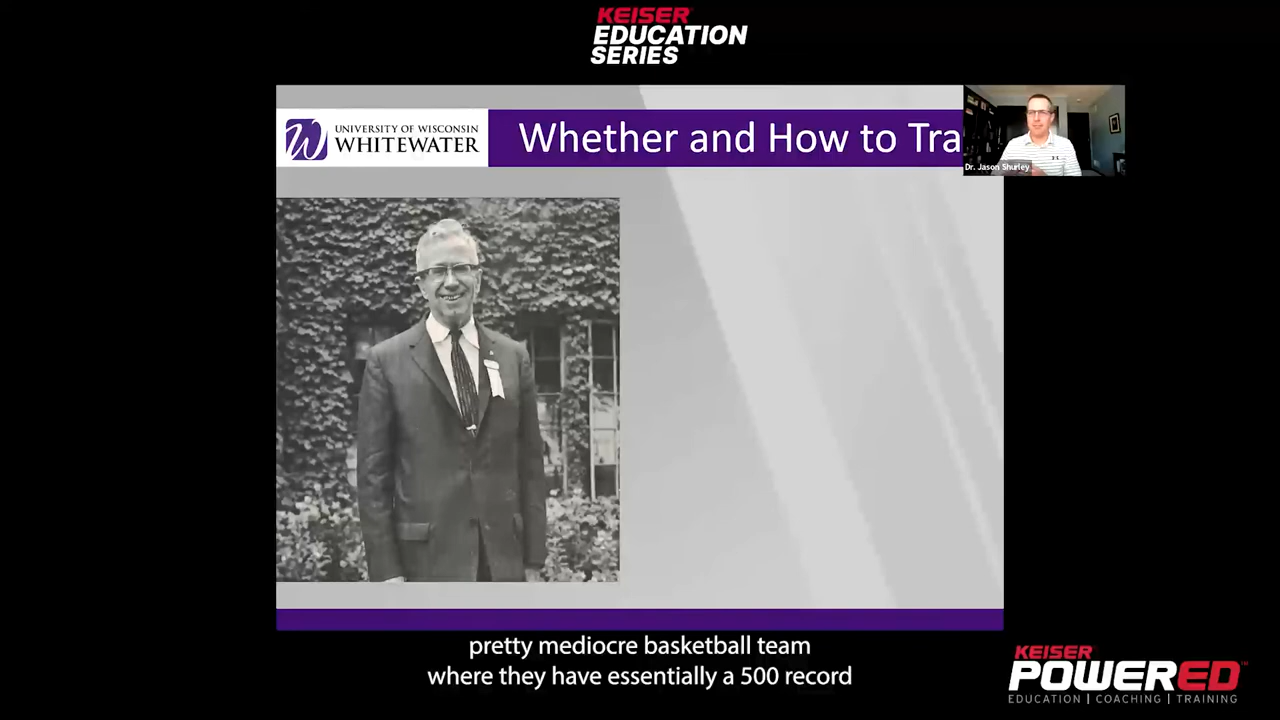 KEISER
EDUCATION
SERIES
UNIVERSITY OF WISCONSIN
WHITEWATER
Whether and How to Tra
Dr. Jason Shurley
pretty mediocre basketball team
where they have essentially a 500 record
KEISER
POWERED™
EDUCATION | COACHING | TRAINING